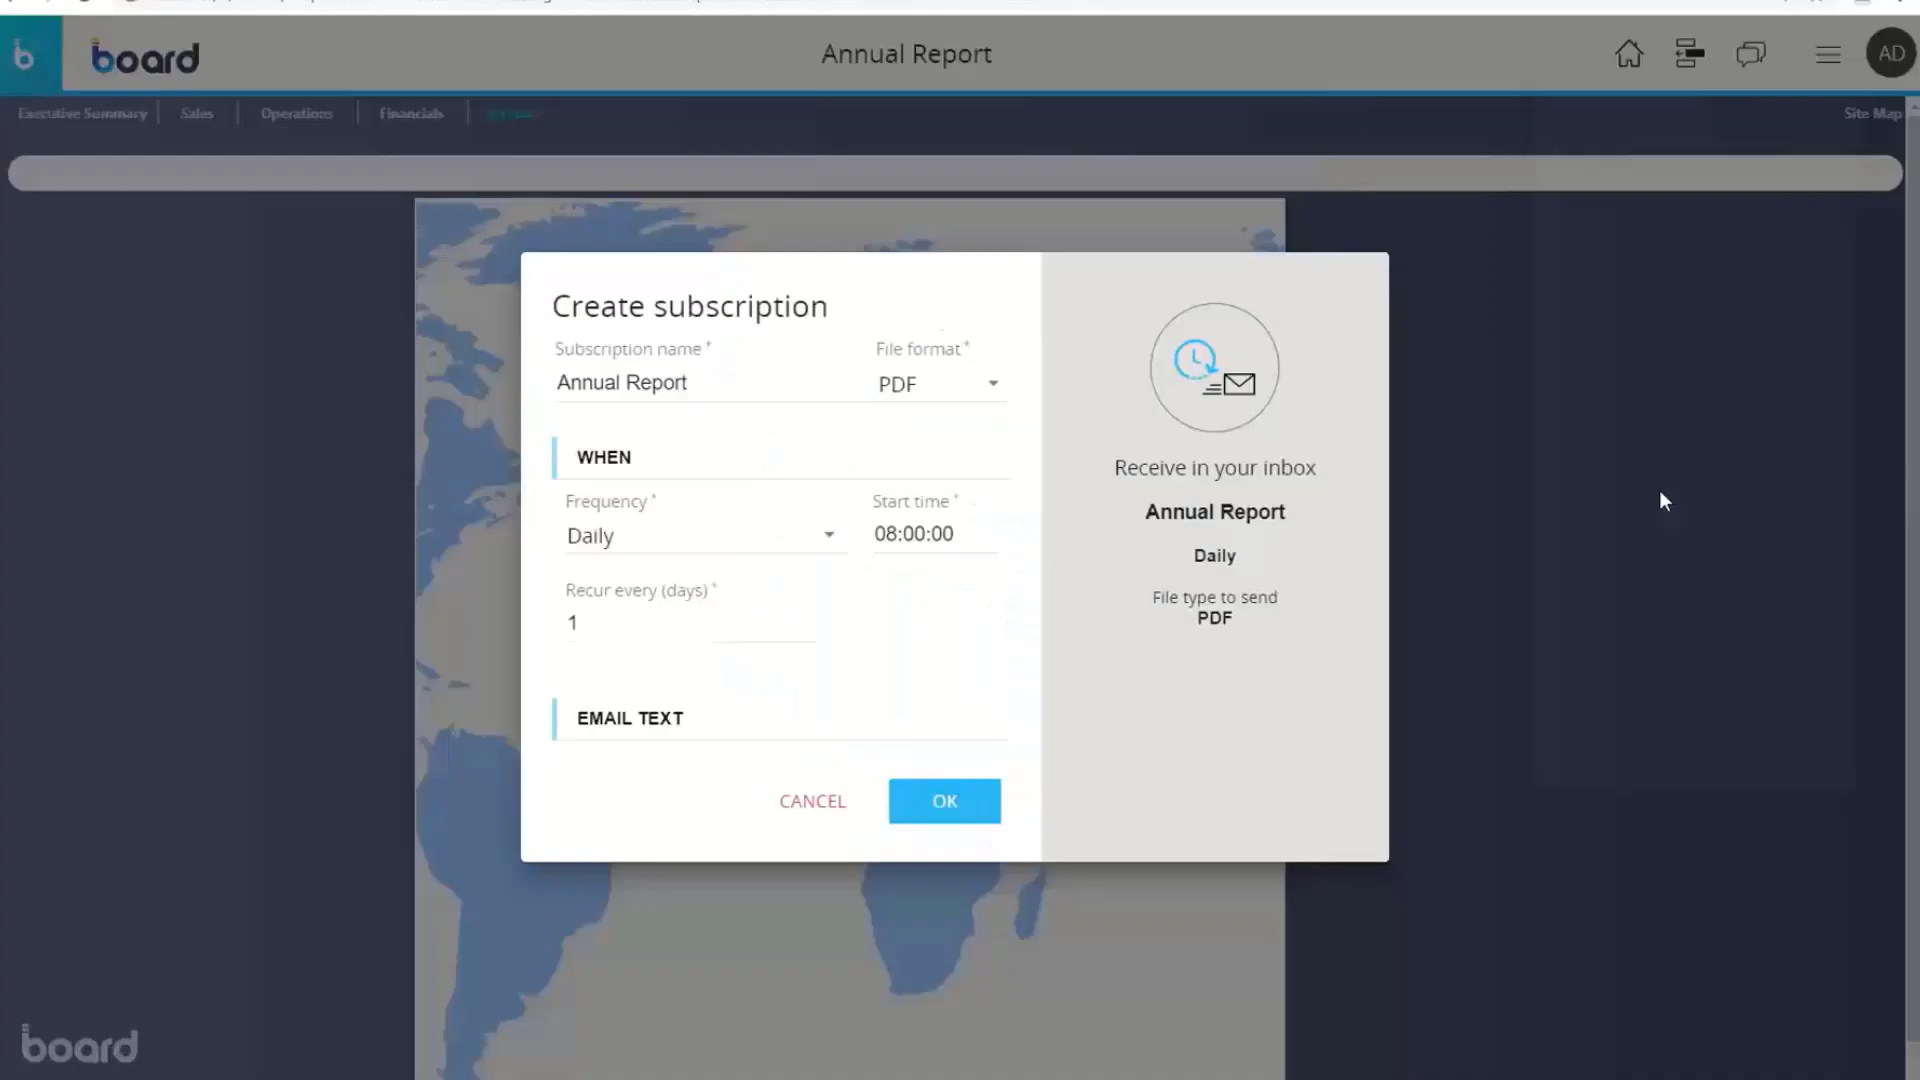 b board Annual Report AD
Executive Summary Sales Operations Financials Site Map
Create subscription
Subscription name * File format *
Annual Report PDF
WHEN
Frequency * Start time *
Daily 08:00:00
Recur every (days) *
1
EMAIL TEXT
CANCEL OK
Receive in your inbox
Annual Report
Daily
File type to send
PDF
board